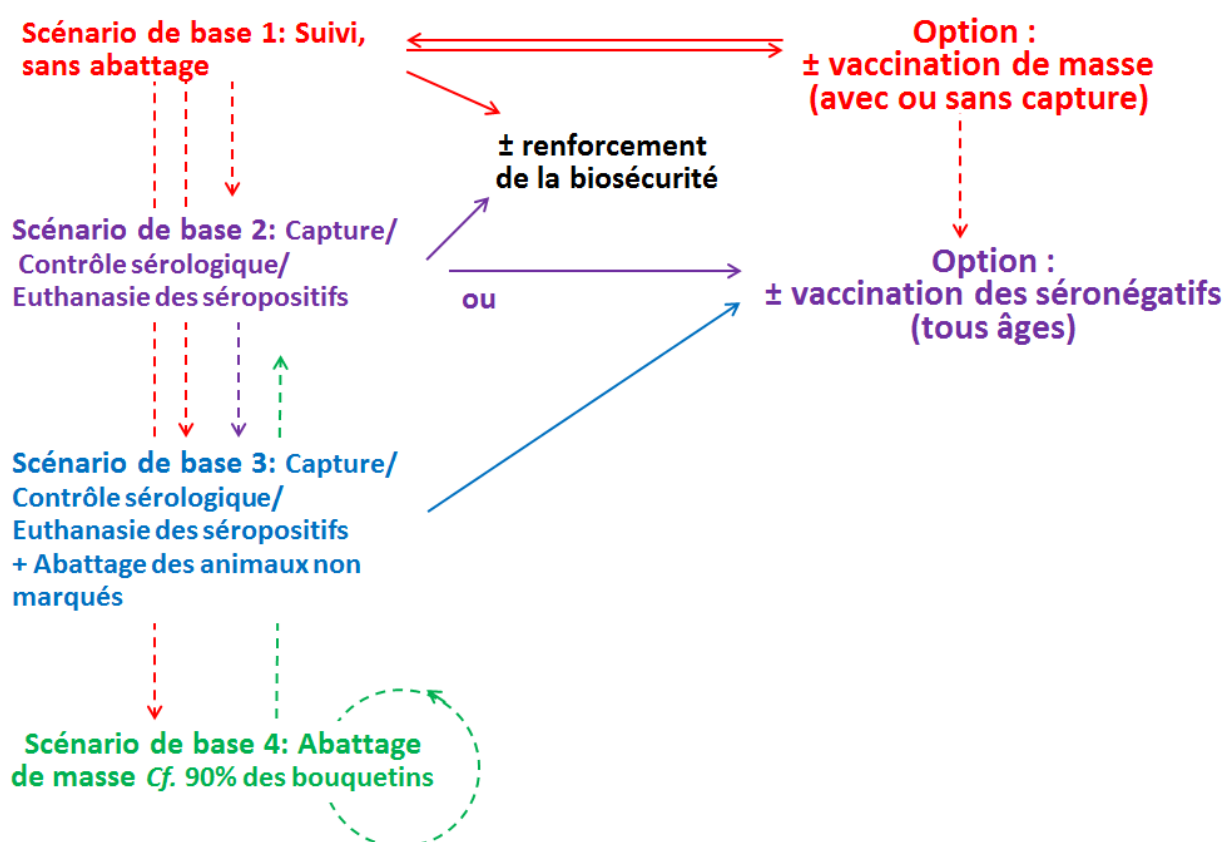 Scénario de base 1: Suivi,
sans abattage
Option :
± vaccination de masse
(avec ou sans capture)
± renforcement
de la biosécurité
Scénario de base 2: Capture/
Contrôle sérologique/
Euthanasie des séropositifs
ou
Option :
± vaccination des séronégatifs
(tous âges)
Scénario de base 3: Capture/
Contrôle sérologique/
Euthanasie des séropositifs
+ Abattage des animaux non
marqués
Scénario de base 4: Abattage
de masse Cf. 90% des bouquetins